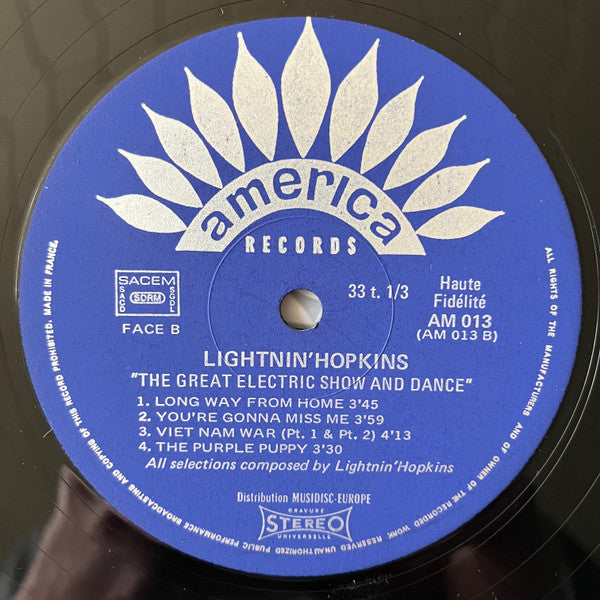 america
RECORDS
SACEM
SACD
SDRM
SGDL
FACE B
33 t. 1/3
Haute
Fidélité
AM 013
(AM 013 B)
LIGHTNIN'HOPKINS
"THE GREAT ELECTRIC SHOW AND DANCE"
1. LONG WAY FROM HOME 3'45
2. YOU'RE GONNA MISS ME 3'59
3. VIET NAM WAR (Pt. 1 & Pt. 2) 4'13
4. THE PURPLE PUPPY 3'30
All selections composed by Lightnin'Hopkins
Distribution MUSIDISC-EUROPE
GRAVURE
STEREO
UNIVERSELLE
ALL RIGHTS OF THE MANUFACTURERS AND OF OWNER OF THE RECORDED WORK RESERVED UNAUTHORIZED PUBLIC PERFORMANCE BROADCASTING AND COPYING OF THIS RECORD PROHIBITED. MADE IN FRANCE.